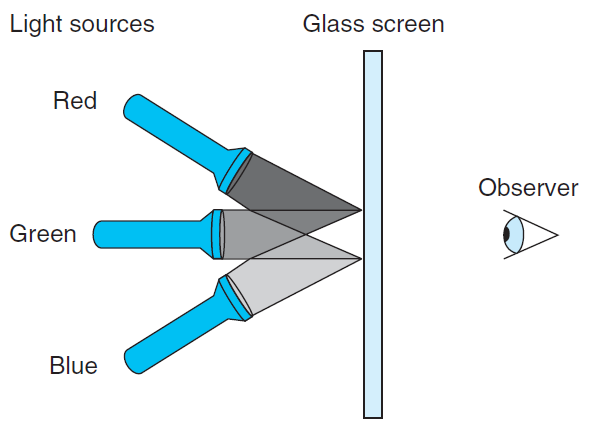 Light sources
Glass screen
Red
Observer
Green
Blue